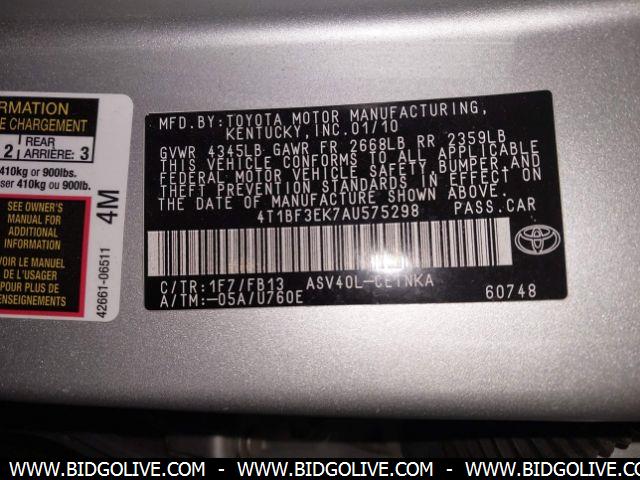 ORMATION
E CHARGEMENT
2 REAR ARRIÈRE: 3
410kg or 900lbs.
ser 410kg ou 900lb.
SEE OWNER'S
MANUAL FOR
ADDITIONAL
INFORMATION
LE MANUEL
DE L'USAGER
R PLUS DE
ENSEIGNEMENTS
4M
42661-06511
MFD.BY:TOYOTA MOTOR MANUFACTURING,
KENTUCKY,INC.01/10
GVWR 4345LB GAWR FR 2668LB RR 2359LB
THIS VEHICLE CONFORMS TO ALL APPLICABLE
FEDERAL MOTOR VEHICLE SAFETY,BUMPER,AND
THEFT PREVENTION STANDARDS IN EFFECT ON
THE DATE OF MANUFACTURE SHOWN ABOVE.
4T1BF3EK7AU575298 PASS.CAR
C/TR:1F7/FB13 ASV40L-CETNKA
A/TM:-05A/U760E 60748
WWW.BIDGOLIVE.COM - WWW.BIDGOLIVE.COM - WWW.BIDGOLIVE.COM